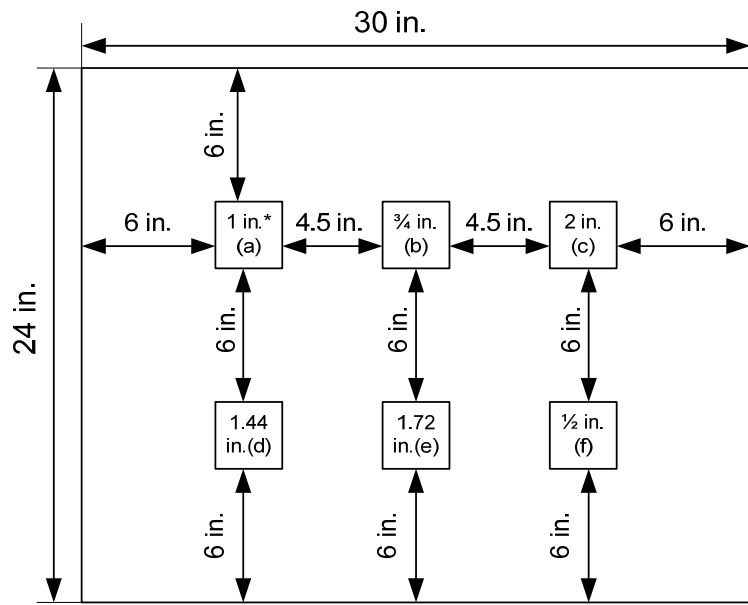 30 in.
6 in.
6 in.
1 in.*
(a)
4.5 in.
¾ in.
(b)
4.5 in.
2 in.
(c)
6 in.
24 in.
6 in.
6 in.
6 in.
1.44
in.(d)
1.72
in.(e)
½ in.
(f)
6 in.
6 in.
6 in.